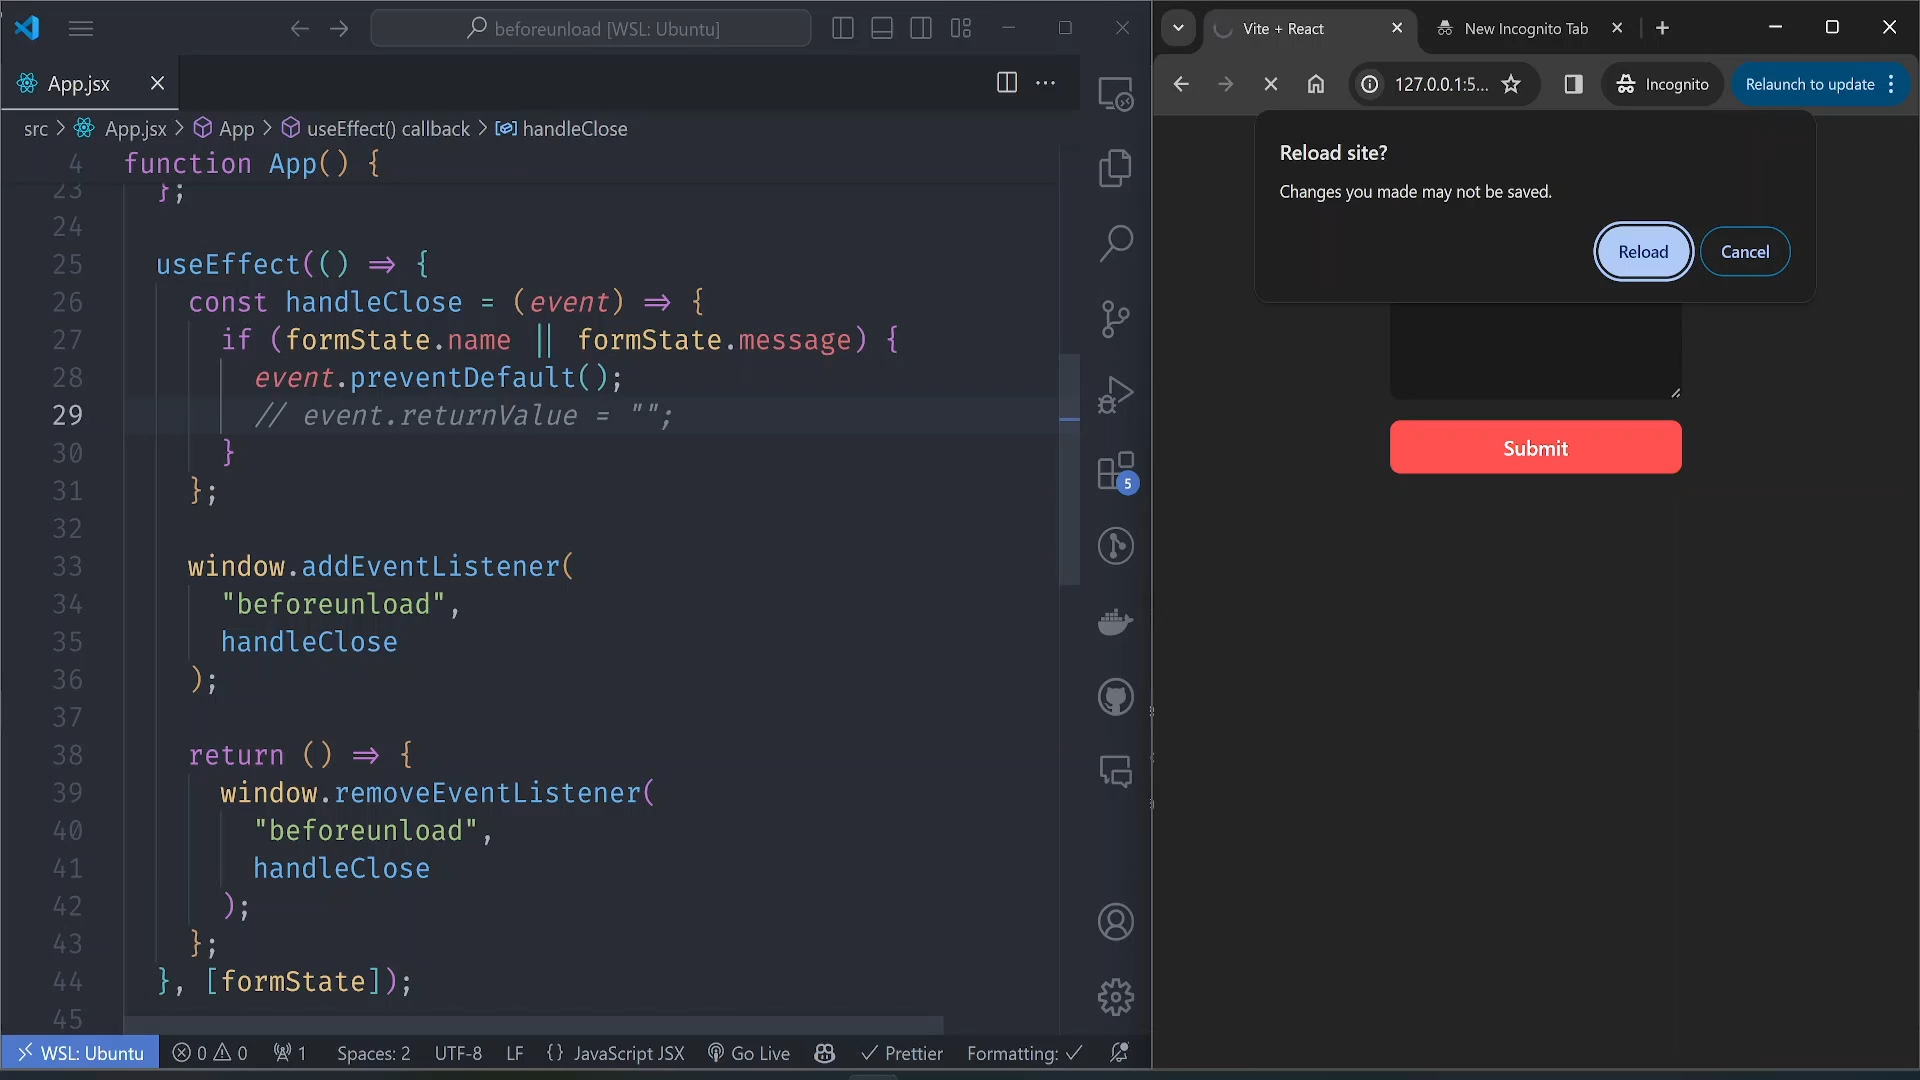 beforeunload [WSL: Ubuntu]
App.jsx
src > App.jsx > App > useEffect() callback > handleClose
4 function App() {
23 };
24
25 useEffect(() => {
26 const handleClose = (event) => {
27 if (formState.name || formState.message) {
28 event.preventDefault();
29 // event.returnValue = "";
30 }
31 };
32
33 window.addEventListener(
34 "beforeunload",
35 handleClose
36 );
37
38 return () => {
39 window.removeEventListener(
40 "beforeunload",
41 handleClose
42 );
43 };
44 }, [formState]);
45
5
WSL: Ubuntu 0 0 1 Spaces: 2 UTF-8 LF {} JavaScript JSX Go Live Prettier Formatting: ✓
Vite + React New Incognito Tab
127.0.0.1:5... Incognito Relaunch to update
Reload site?
Changes you made may not be saved.
Reload Cancel
Submit